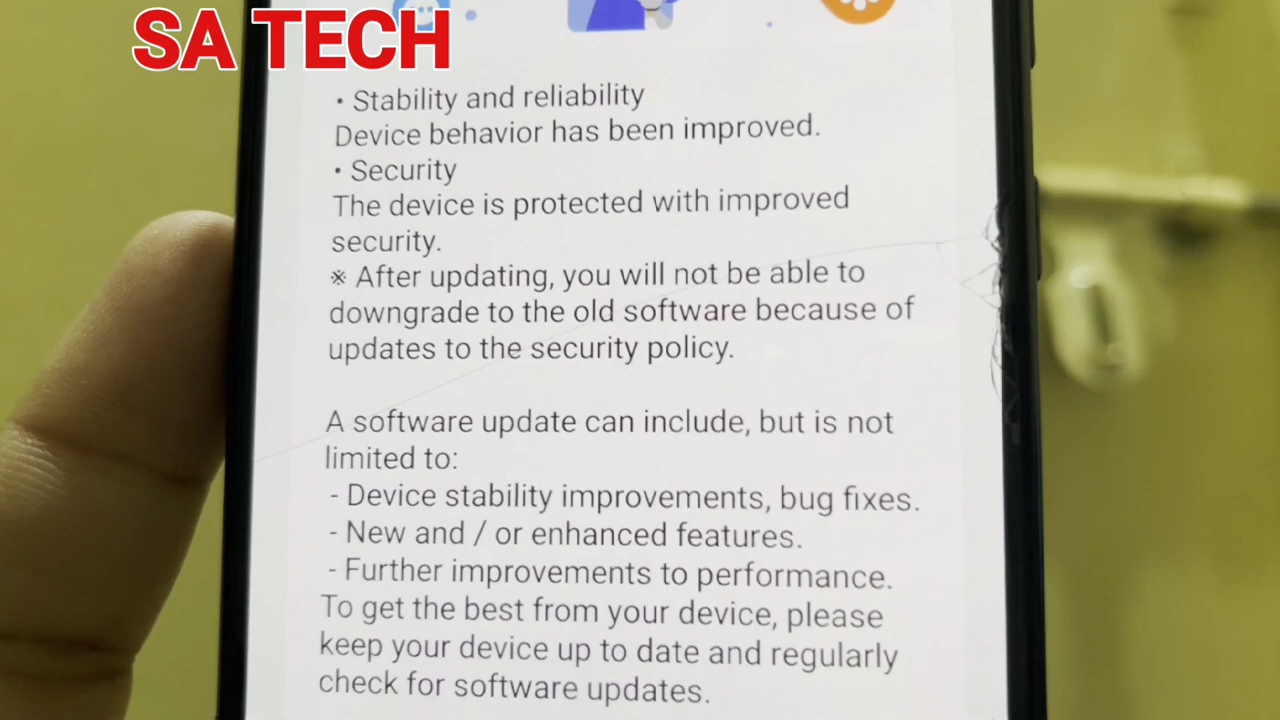 SA TECH
• Stability and reliability
Device behavior has been improved.
• Security
The device is protected with improved
security.
※ After updating, you will not be able to
downgrade to the old software because of
updates to the security policy.
A software update can include, but is not
limited to:
- Device stability improvements, bug fixes.
- New and / or enhanced features.
- Further improvements to performance.
To get the best from your device, please
keep your device up to date and regularly
check for software updates.